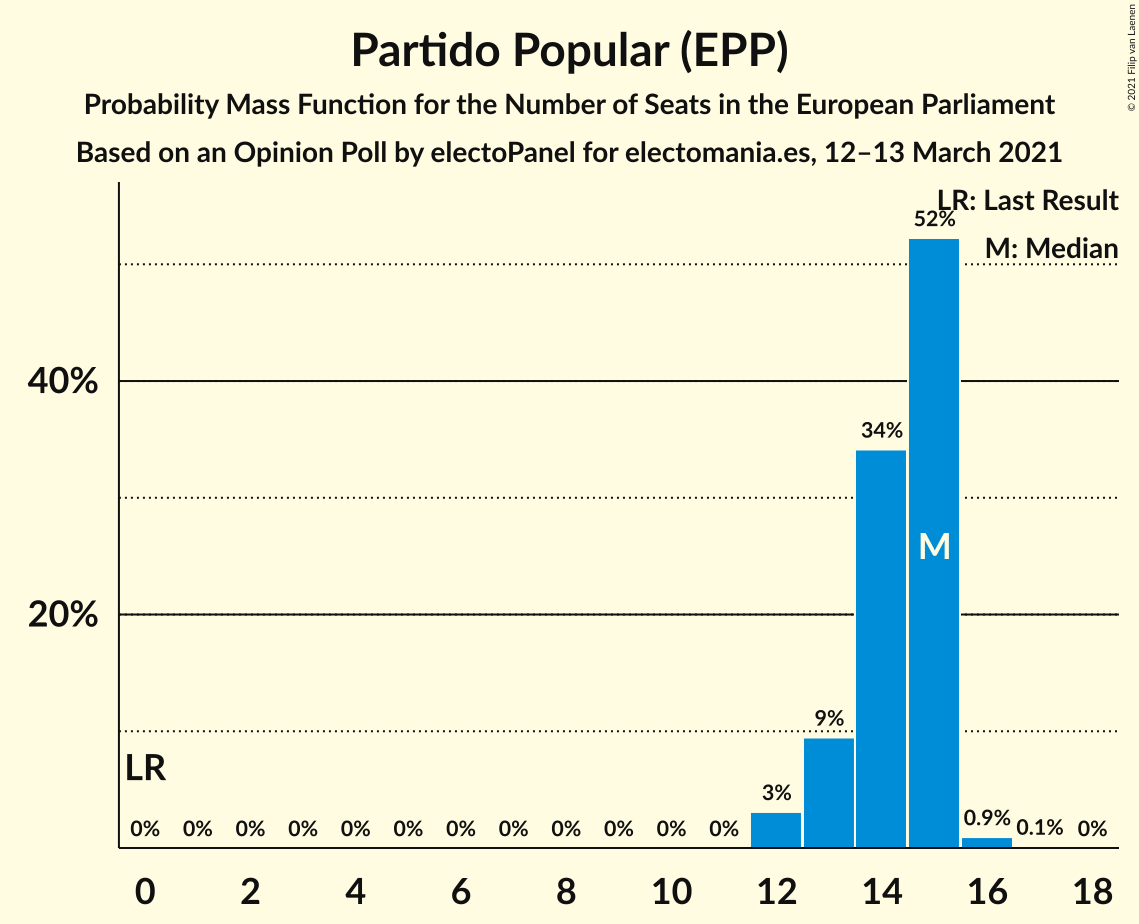 Partido Popular (EPP)
Probability Mass Function for the Number of Seats in the European Parliament
Based on an Opinion Poll by electoPanel for electomania.es, 12–13 March 2021
© 2021 Filip van Laenen
LR: Last Result
M: Median
52%
40%
34%
M
20%
9%
LR
3%
0% 0% 0% 0% 0% 0% 0% 0% 0% 0% 0% 0% 0.9% 0.1% 0%
0 2 4 6 8 10 12 14 16 18